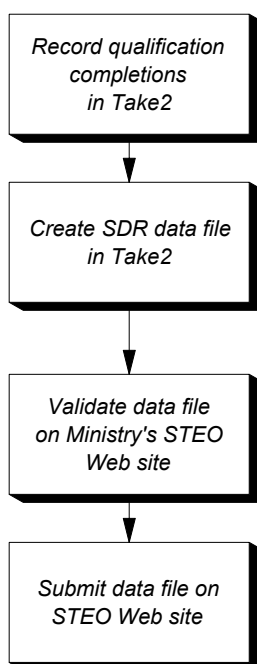 Record qualification
completions
in Take2
Create SDR data file
in Take2
Validate data file
on Ministry's STEO
Web site
Submit data file on
STEO Web site